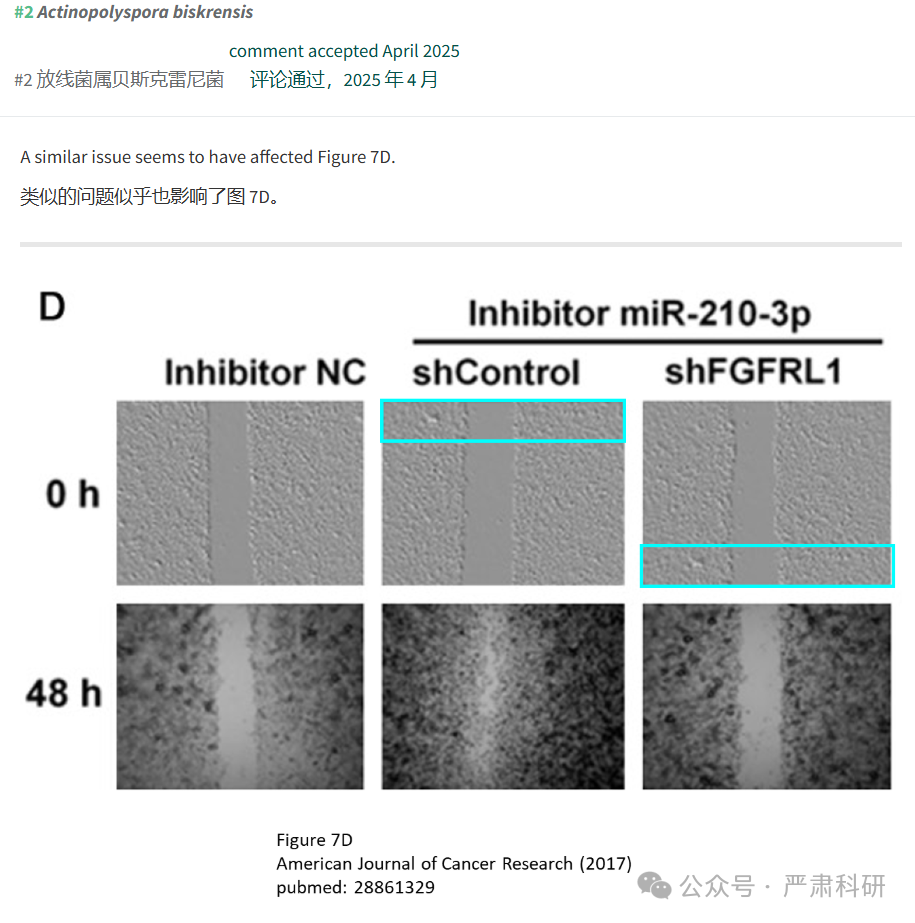 #2 Actinopolyspora biskrensis
comment accepted April 2025
#2 放线菌属贝斯克雷尼菌 评论通过，2025 年 4 月
A similar issue seems to have affected Figure 7D.
类似的问题似乎也影响了图 7D。
D
Inhibitor miR-210-3p
Inhibitor NC shControl shFGFRL1
0 h
48 h
Figure 7D
American Journal of Cancer Research (2017)
pubmed: 28861329
公众号 · 严肃科研